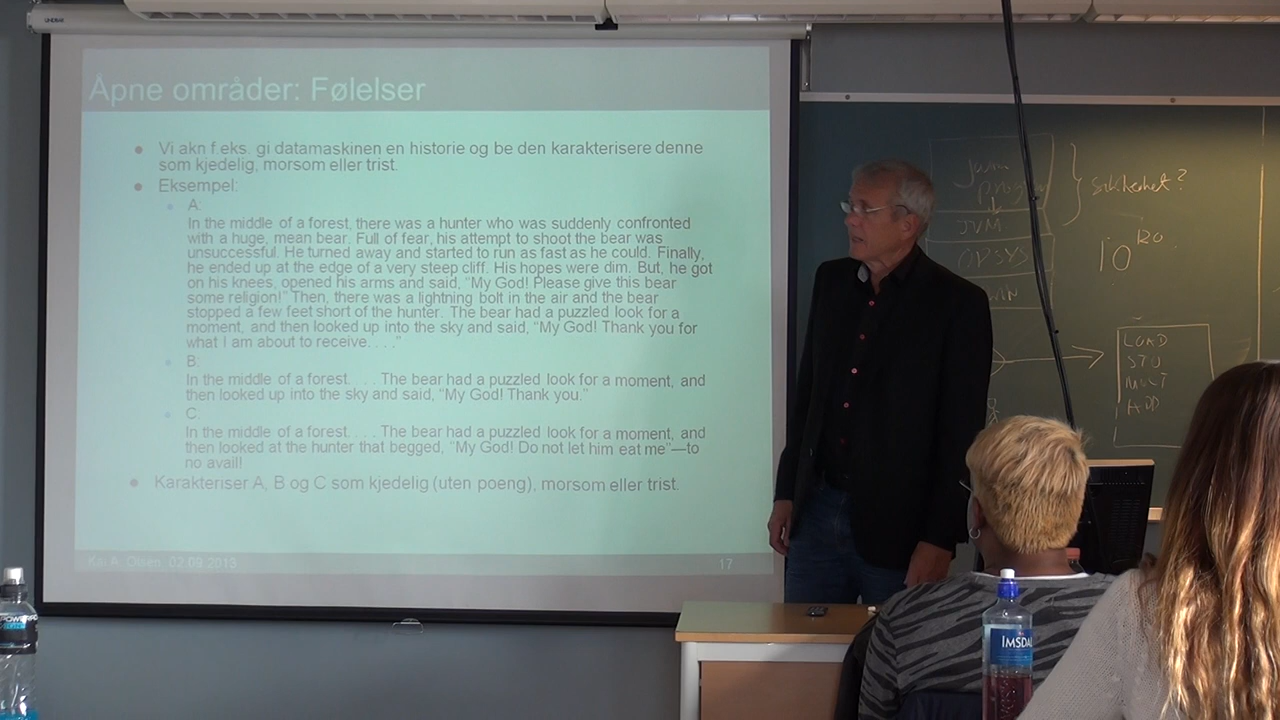 Åpne områder: Følelser
Vi akn f.eks. gi datamaskinen en historie og be den karakterisere denne
som kjedelig, morsom eller trist.
Eksempel:
A:
In the middle of a forest, there was a hunter who was suddenly confronted
with a huge, mean bear. Full of fear, his attempt to shoot the bear was
unsuccessful. He turned away and started to run as fast as he could. Finally,
he ended up at the edge of a very steep cliff. His hopes were dim. But, he got
on his knees, opened his arms and said, “My God! Please give this bear
some religion!” Then, there was a lightning bolt in the air and the bear
stopped a few feet short of the hunter. The bear had a puzzled look for a
moment, and then looked up into the sky and said, “My God! Thank you for
what I am about to receive. . . .”
B:
In the middle of a forest. . . . The bear had a puzzled look for a moment, and
then looked up into the sky and said, “My God! Thank you.”
C.
In the middle of a forest. . . . The bear had a puzzled look for a moment, and
then looked at the hunter that begged, “My God! Do not let him eat me”—to
no avail!
Karakteriser A, B og C som kjedelig (uten poeng), morsom eller trist.
Kai A. Olsen, 02.09.2013
17
Java
program
JVM
OPSYS
Sikkerhet?
10^120
LOAD
STO
MULT
ADD
IMSDAL